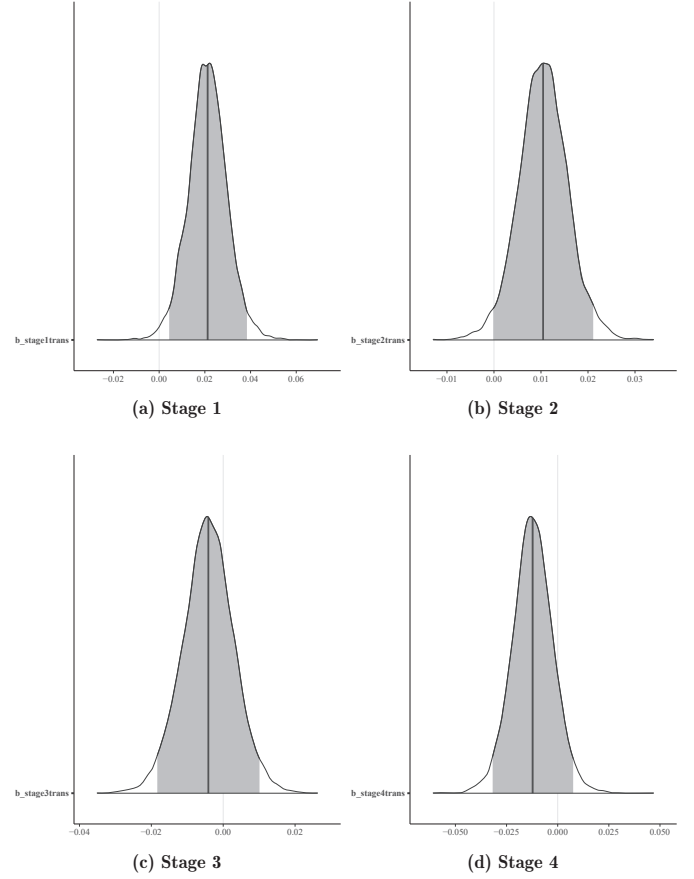 b_stage1trans
−0.02 0.00 0.02 0.04 0.06
(a) Stage 1
b_stage2trans
−0.01 0.00 0.01 0.02 0.03
(b) Stage 2
b_stage3trans
−0.04 −0.02 0.00 0.02
(c) Stage 3
b_stage4trans
−0.050 −0.025 0.000 0.025 0.050
(d) Stage 4